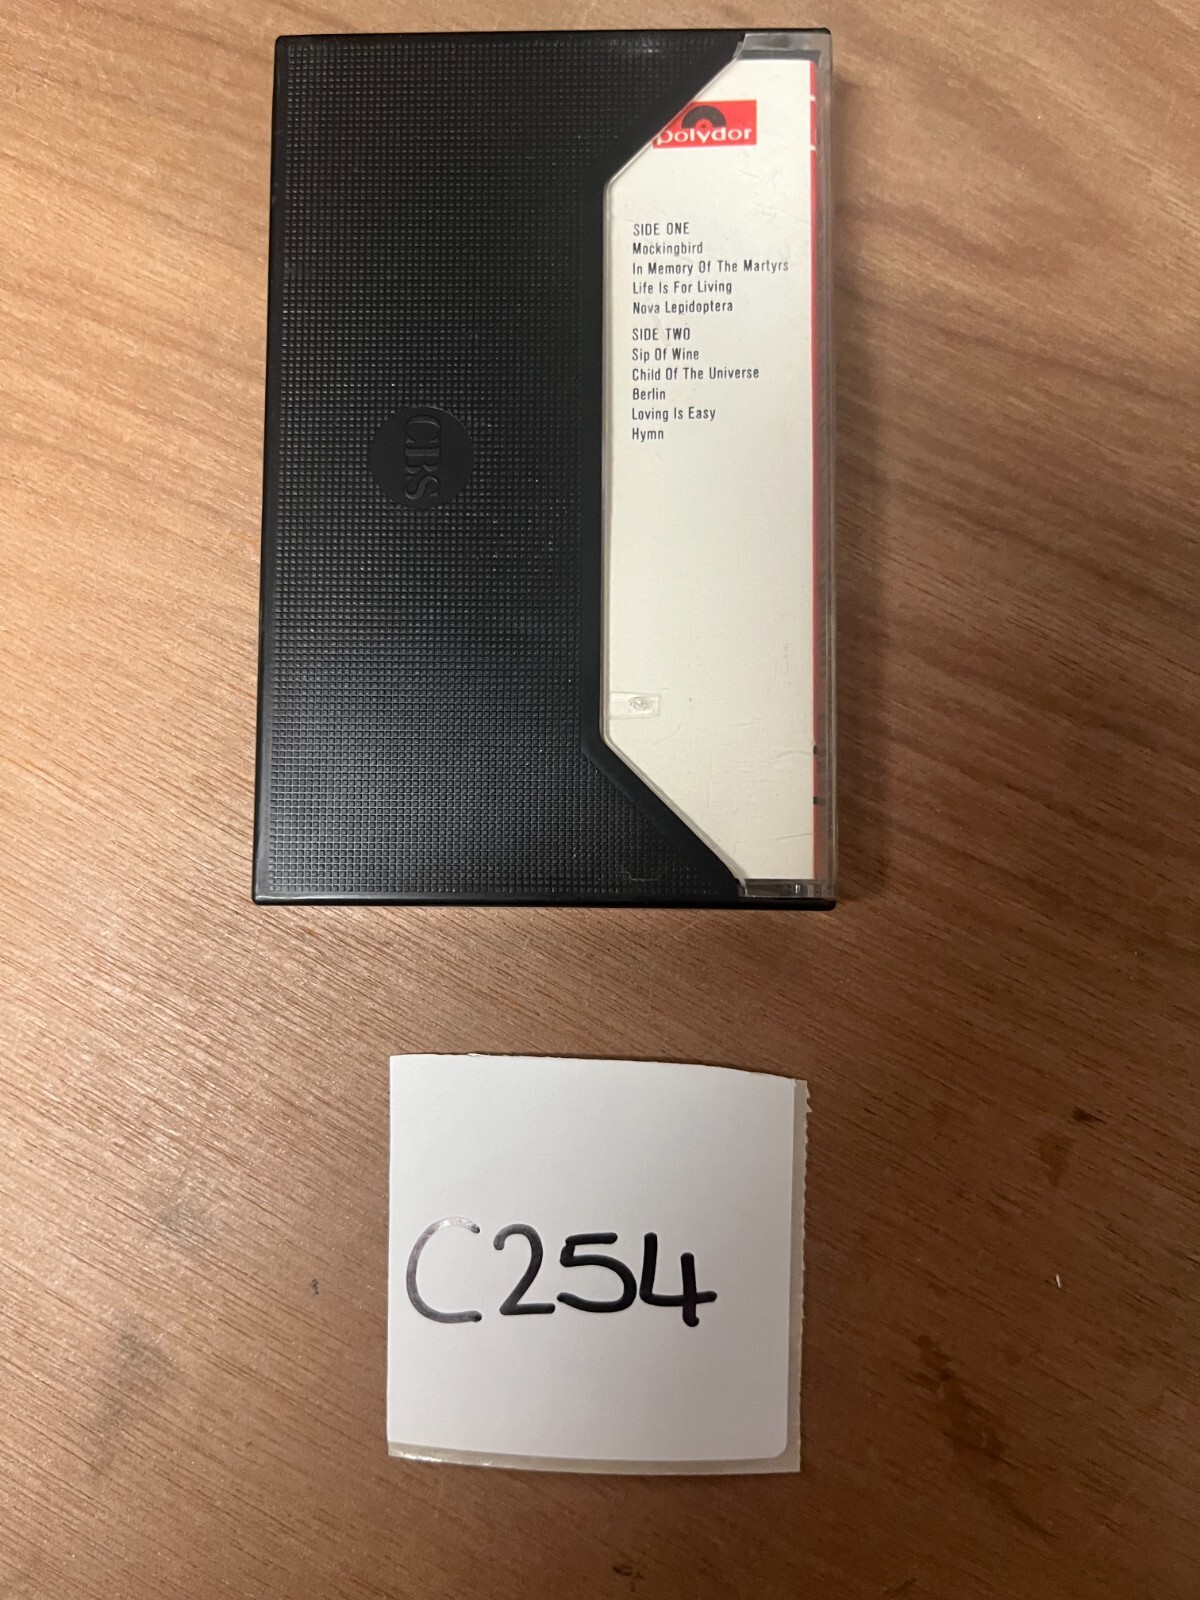 polydor
SIDE ONE
Mockingbird
In Memory Of The Martyrs
Life Is For Living
Nova Lepidoptera
SIDE TWO
Sip Of Wine
Child Of The Universe
Berlin
Loving Is Easy
Hymn
CBS
C254